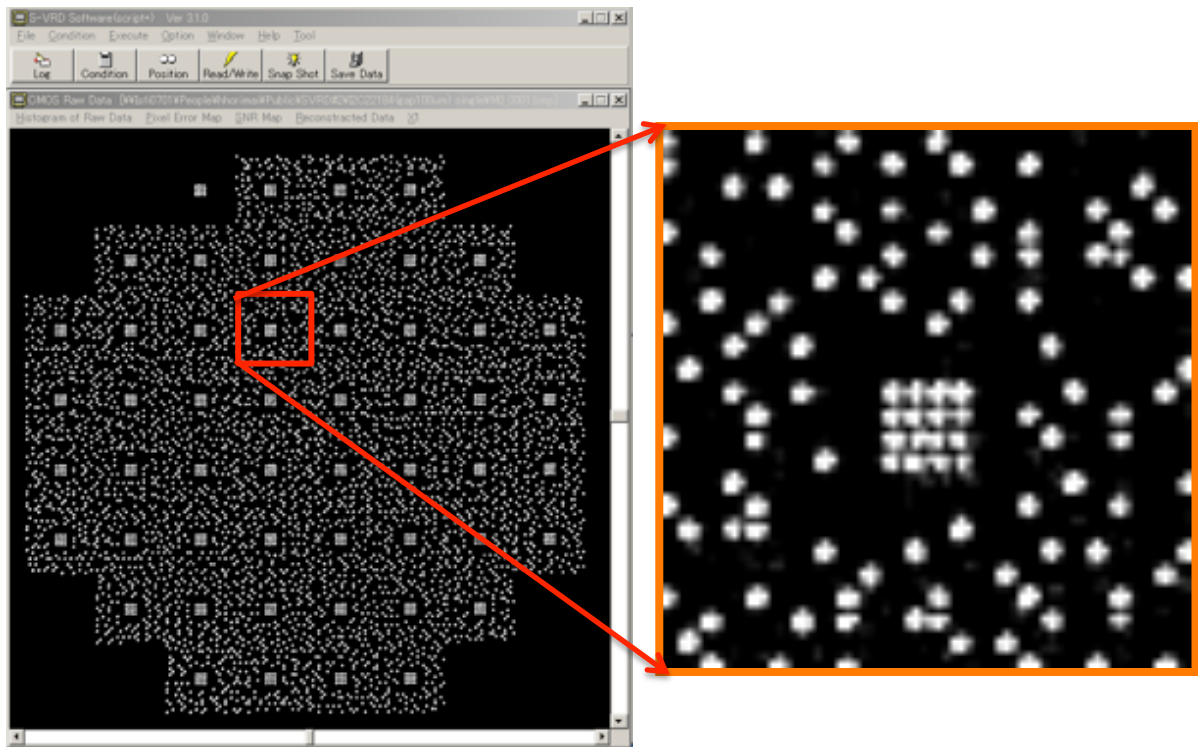 S-VRD Software(script+) Ver 3.1.0
File Condition Execute Option Window Help Tool
Log Condition Position Read/Write Snap Shot Save Data
CMOS Raw Data
Histogram of Raw Data Pixel Error Map SNR Map Reconstracted Data